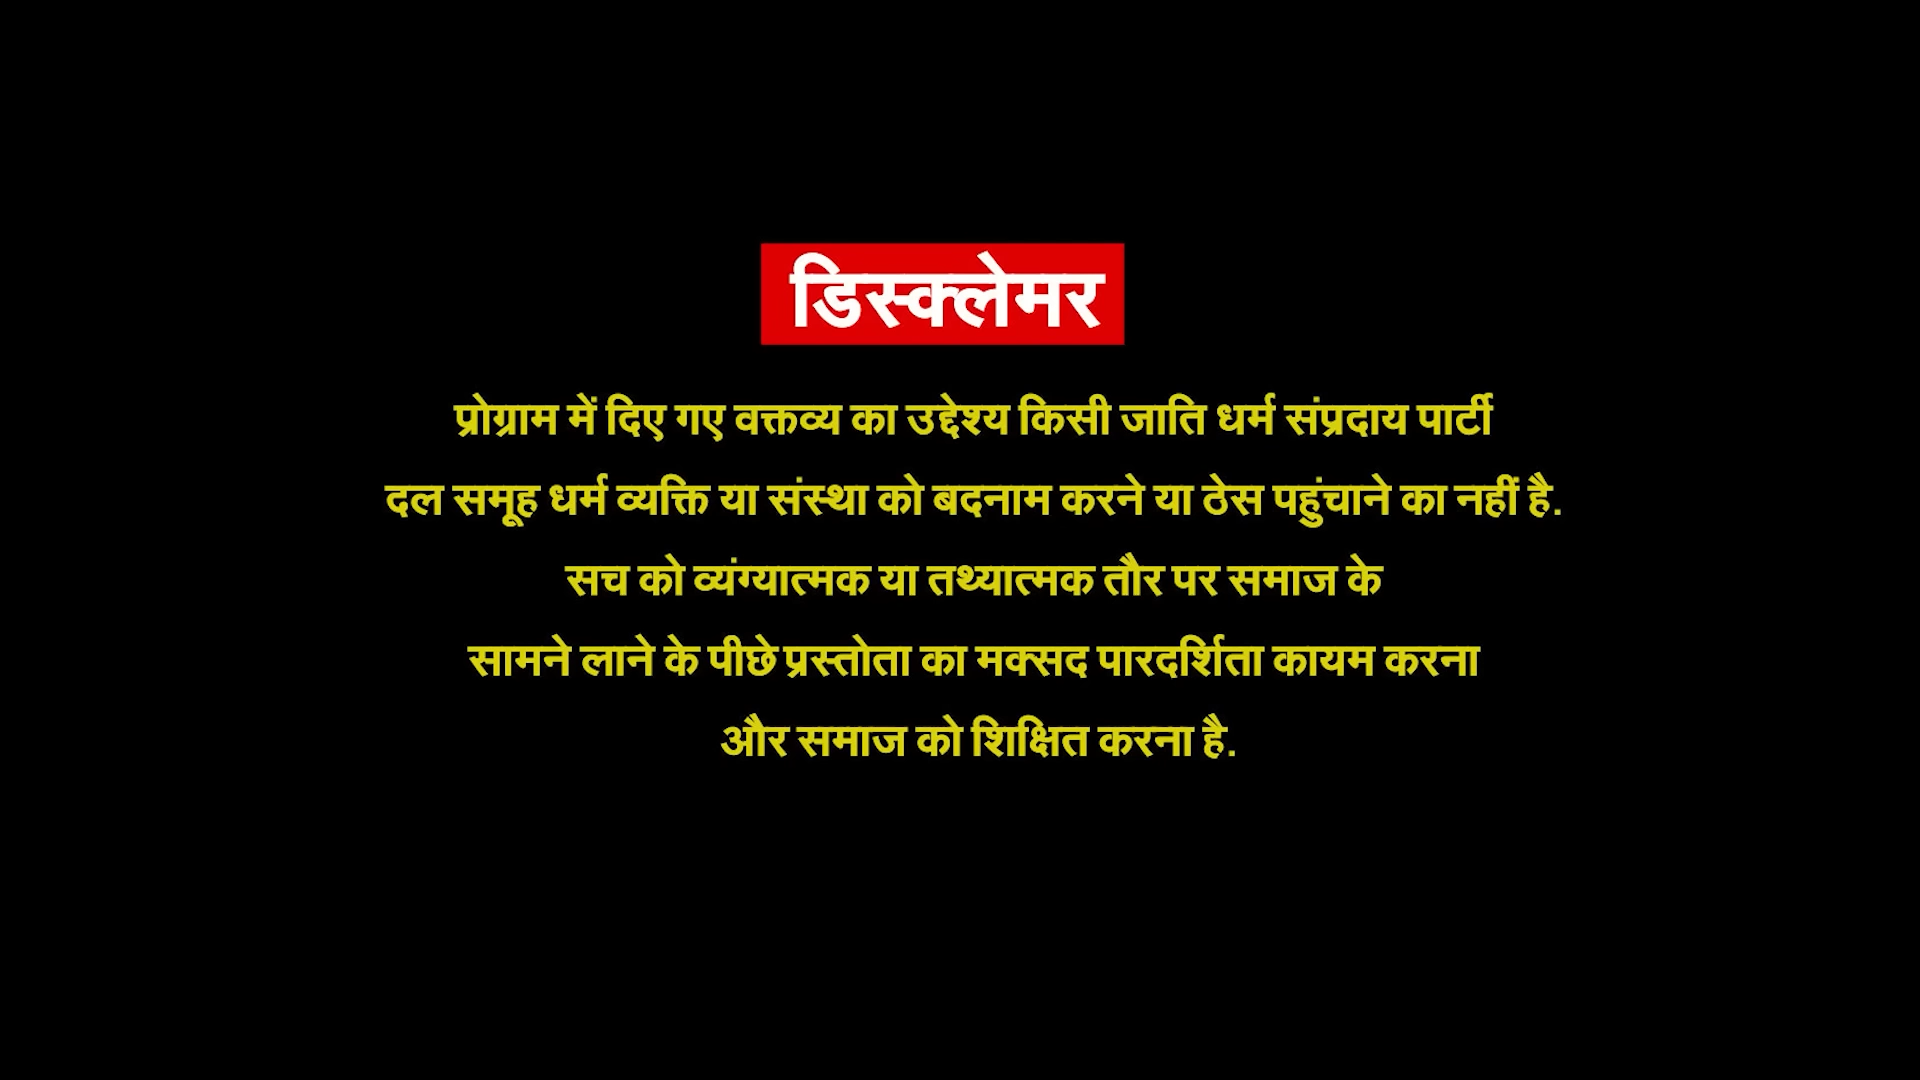 डिस्क्लेमर
प्रोग्राम में दिए गए वक्तव्य का उद्देश्य किसी जाति धर्म संप्रदाय पार्टी
दल समूह धर्म व्यक्ति या संस्था को बदनाम करने या ठेस पहुंचाने का नहीं है.
सच को व्यंग्यात्मक या तथ्यात्मक तौर पर समाज के
सामने लाने के पीछे प्रस्तोता का मक्सद पारदर्शिता कायम करना
और समाज को शिक्षित करना है.